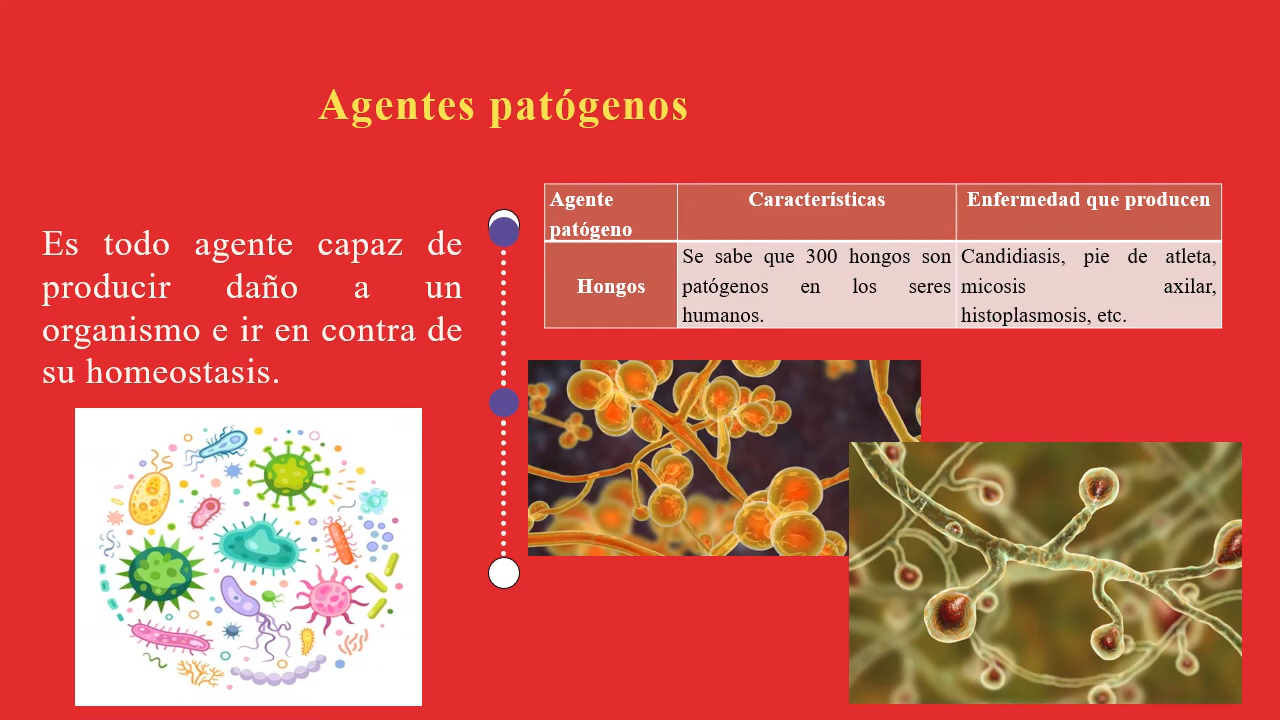 Agentes patógenos
Es todo agente capaz de
producir daño a un
organismo e ir en contra de
su homeostasis.
Agente
patógeno
Características
Enfermedad que producen
Hongos
Se sabe que 300 hongos son
patógenos en los seres
humanos.
Candidiasis, pie de atleta,
micosis axilar,
histoplasmosis, etc.